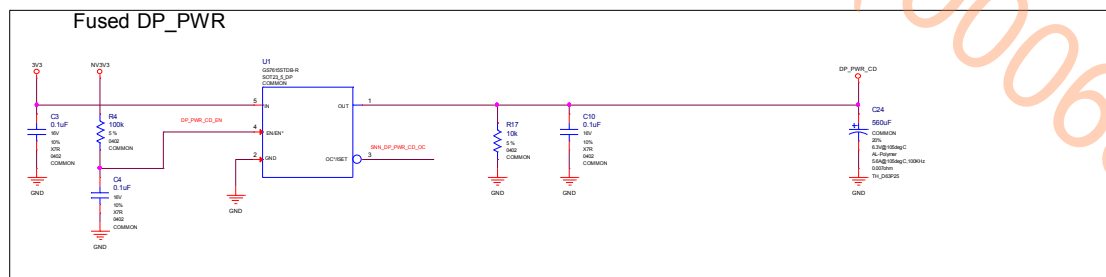 Fused DP_PWR
3V3
NV3V3
U1
GS7615STDB-R
SOT23_5_DP
COMMON
DP_PWR_CD
C3
0.1uF
16V
10%
X7R
0402
COMMON
GND
R4
100k
5 %
0402
COMMON
DP_PWR_CD_EN
C4
0.1uF
16V
10%
X7R
0402
COMMON
GND
5
IN
4
EN/EN*
2
GND
GND
OUT
1
OC*/ISET
3
SNN_DP_PWR_CD_OC
R17
10k
5 %
0402
COMMON
GND
C10
0.1uF
16V
10%
X7R
0402
COMMON
GND
C24
560uF
COMMON
20%
6.3V@105degC
AL-Polymer
5.6A@105degC,100KHz
0.007ohm
TH_D63P25
GND